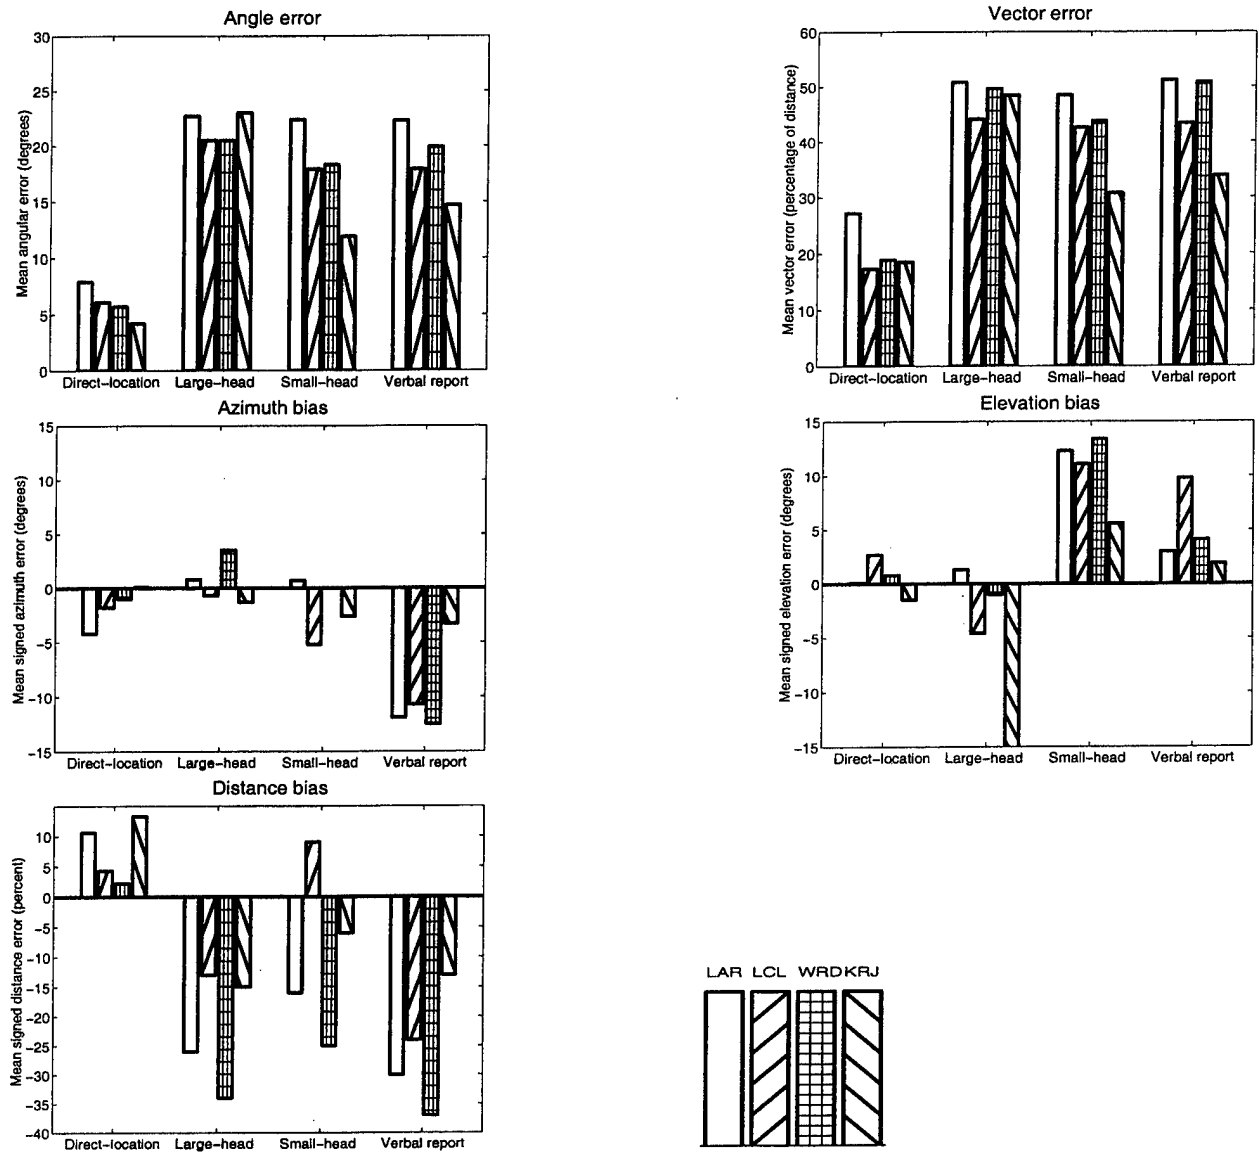 Angle error
30
25
20
15
10
5
0
Mean angular error (degrees)
Direct-location Large-head Small-head Verbal report
Vector error
60
50
40
30
20
10
0
Mean vector error (percentage of distance)
Direct-location Large-head Small-head Verbal report
Azimuth bias
15
10
5
0
-5
-10
-15
Mean signed azimuth error (degrees)
Direct-location Large-head Small-head Verbal report
Elevation bias
15
10
5
0
-5
-10
-15
Mean signed elevation error (degrees)
Direct-location Large-head Small-head Verbal report
Distance bias
10
5
0
-5
-10
-15
-20
-25
-30
-35
-40
Mean signed distance error (percent)
Direct-location Large-head Small-head Verbal report
LAR LCL WRD KRJ